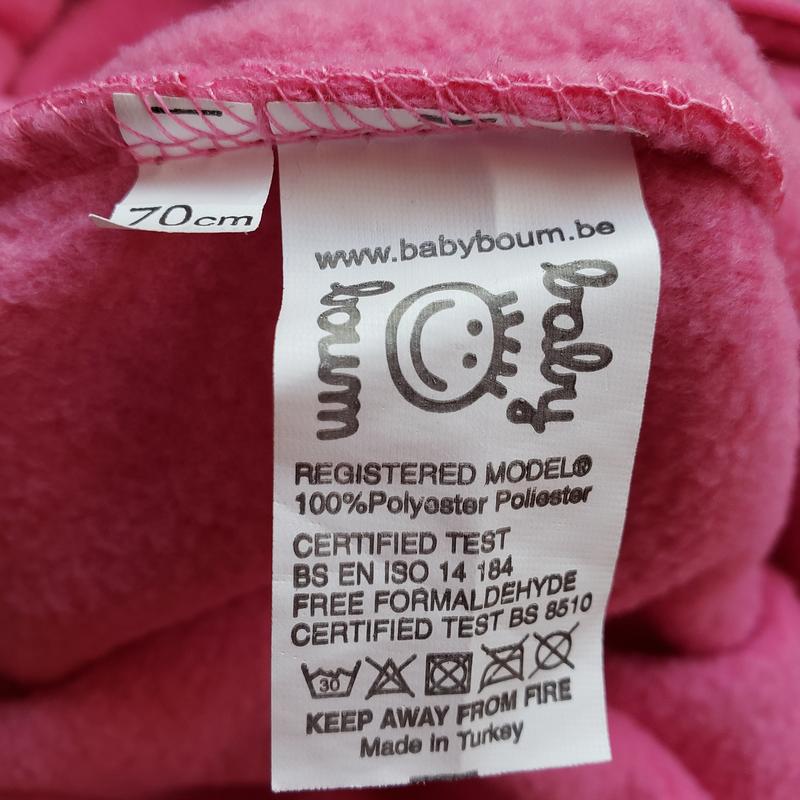 70cm
www.babyboum.be
baby
boum
REGISTERED MODEL®
100%Polyester Poliester
CERTIFIED TEST
BS EN ISO 14 184
FREE FORMALDEHYDE
CERTIFIED TEST BS 8510
30
KEEP AWAY FROM FIRE
Made In Turkey